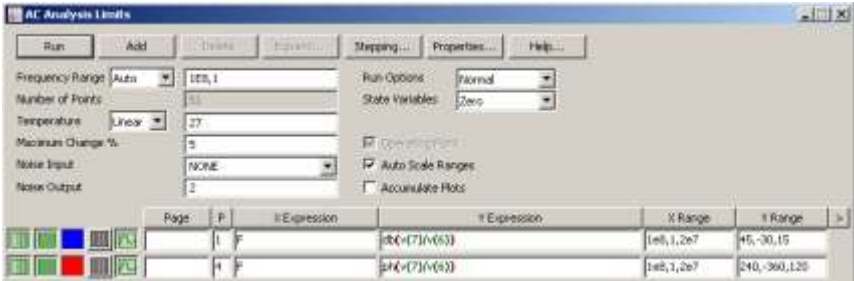 AC Analysis Limits
Run Add Delete Expand... Stepping... Properties... Help...
Frequency Range Auto 1E8,1 Run Options Normal
Number of Points 51 State Variables Zero
Temperature Linear 27
Maximum Change % 5 Operating Point
Noise Input NONE Auto Scale Ranges
Noise Output 2 Accumulate Plots
Page P X Expression Y Expression X Range Y Range >
1 F db(v(7)/v(6)) 1e8,1,2e7 45,-30,15
4 F ph(v(7)/v(6)) 1e8,1,2e7 240,-360,120